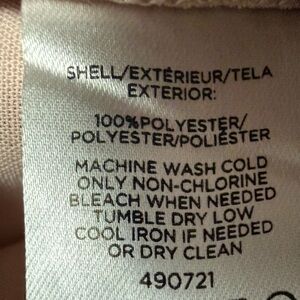 SHELL/EXTÉRIEUR/TELA
EXTERIOR:
100%POLYESTER/
POLYESTER/POLIÉSTER
MACHINE WASH COLD
ONLY NON-CHLORINE
BLEACH WHEN NEEDED
TUMBLE DRY LOW
COOL IRON IF NEEDED
OR DRY CLEAN
490721